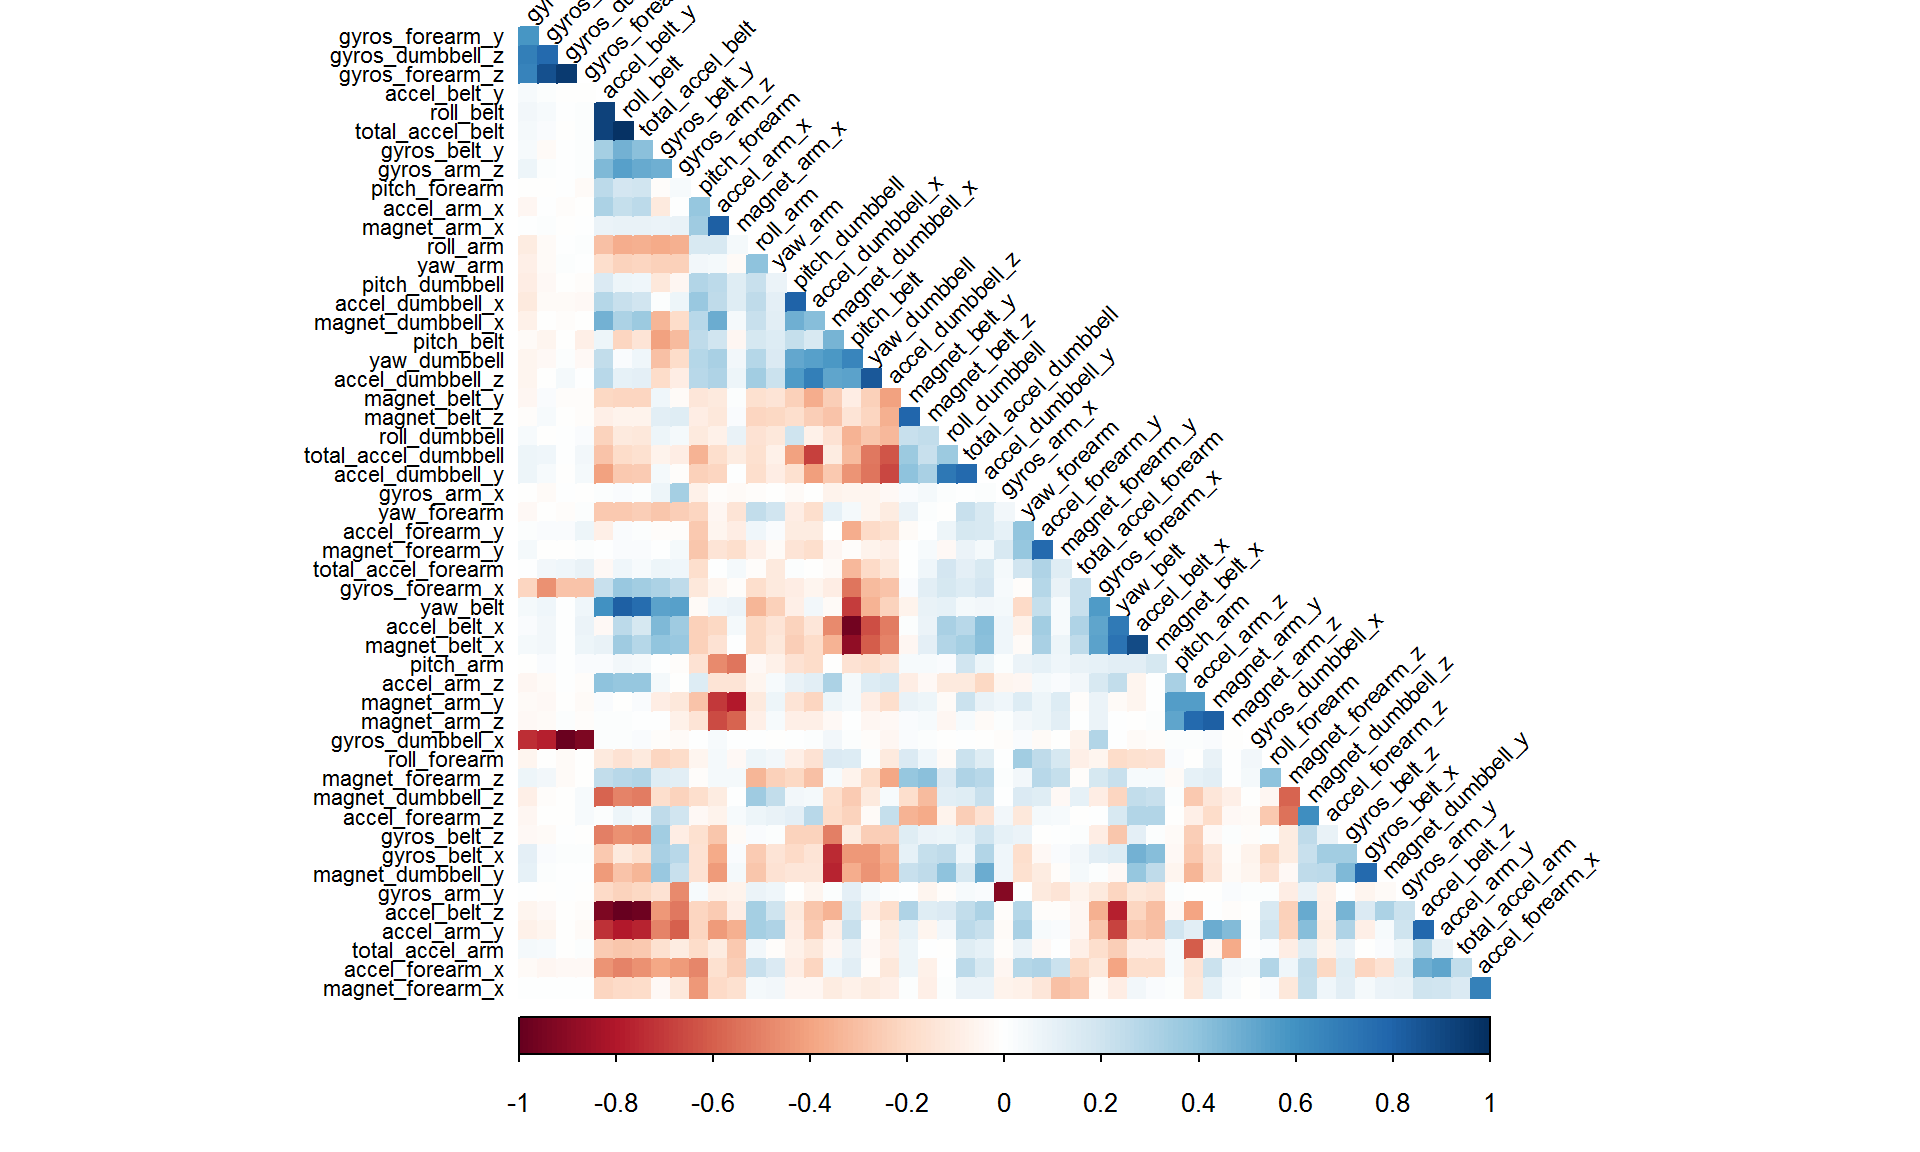 gyros_forearm_y
gyros_dumbbell_z
gyros_forearm_z
accel_belt_y
roll_belt
total_accel_belt
gyros_belt_y
gyros_arm_z
pitch_forearm
accel_arm_x
magnet_arm_x
roll_arm
yaw_arm
pitch_dumbbell
accel_dumbbell_x
magnet_dumbbell_x
pitch_belt
yaw_dumbbell
accel_dumbbell_z
magnet_belt_y
magnet_belt_z
roll_dumbbell
total_accel_dumbbell
accel_dumbbell_y
gyros_arm_x
yaw_forearm
accel_forearm_y
magnet_forearm_y
total_accel_forearm
gyros_forearm_x
yaw_belt
accel_belt_x
magnet_belt_x
pitch_arm
accel_arm_z
magnet_arm_y
magnet_arm_z
gyros_dumbbell_x
roll_forearm
magnet_forearm_z
magnet_dumbbell_z
accel_forearm_z
gyros_belt_z
gyros_belt_x
magnet_dumbbell_y
gyros_arm_y
accel_belt_z
accel_arm_y
total_accel_arm
accel_forearm_x
magnet_forearm_x
accel_belt_y
roll_belt
total_accel_belt
gyros_belt_y
gyros_arm_z
pitch_forearm
accel_arm_x
magnet_arm_x
roll_arm
yaw_arm
pitch_dumbbell
accel_dumbbell_x
magnet_dumbbell_x
pitch_belt
yaw_dumbbell
accel_dumbbell_z
magnet_belt_y
magnet_belt_z
roll_dumbbell
total_accel_dumbbell
accel_dumbbell_y
gyros_arm_x
yaw_forearm
accel_forearm_y
magnet_forearm_y
total_accel_forearm
gyros_forearm_x
yaw_belt
accel_belt_x
magnet_belt_x
pitch_arm
accel_arm_z
magnet_arm_y
magnet_arm_z
gyros_dumbbell_x
roll_forearm
magnet_forearm_z
magnet_dumbbell_z
accel_forearm_z
gyros_belt_z
gyros_belt_x
magnet_dumbbell_y
gyros_arm_y
accel_belt_z
accel_arm_y
total_accel_arm
accel_forearm_x
-1 -0.8 -0.6 -0.4 -0.2 0 0.2 0.4 0.6 0.8 1